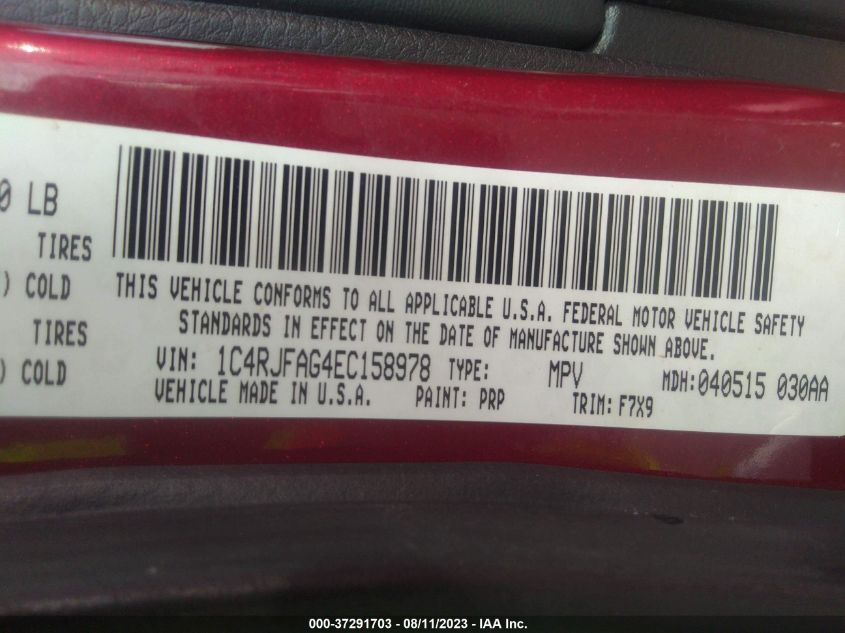 0 LB
TIRES
) COLD
TIRES
) COLD
THIS VEHICLE CONFORMS TO ALL APPLICABLE U.S.A. FEDERAL MOTOR VEHICLE SAFETY
STANDARDS IN EFFECT ON THE DATE OF MANUFACTURE SHOWN ABOVE.
VIN: 1C4RJFAG4EC158978 TYPE: MPV MDH: 040515 030AA
VEHICLE MADE IN U.S.A. PAINT: PRP TRIM: F7X9
000-37291703 - 08/11/2023 - IAA Inc.